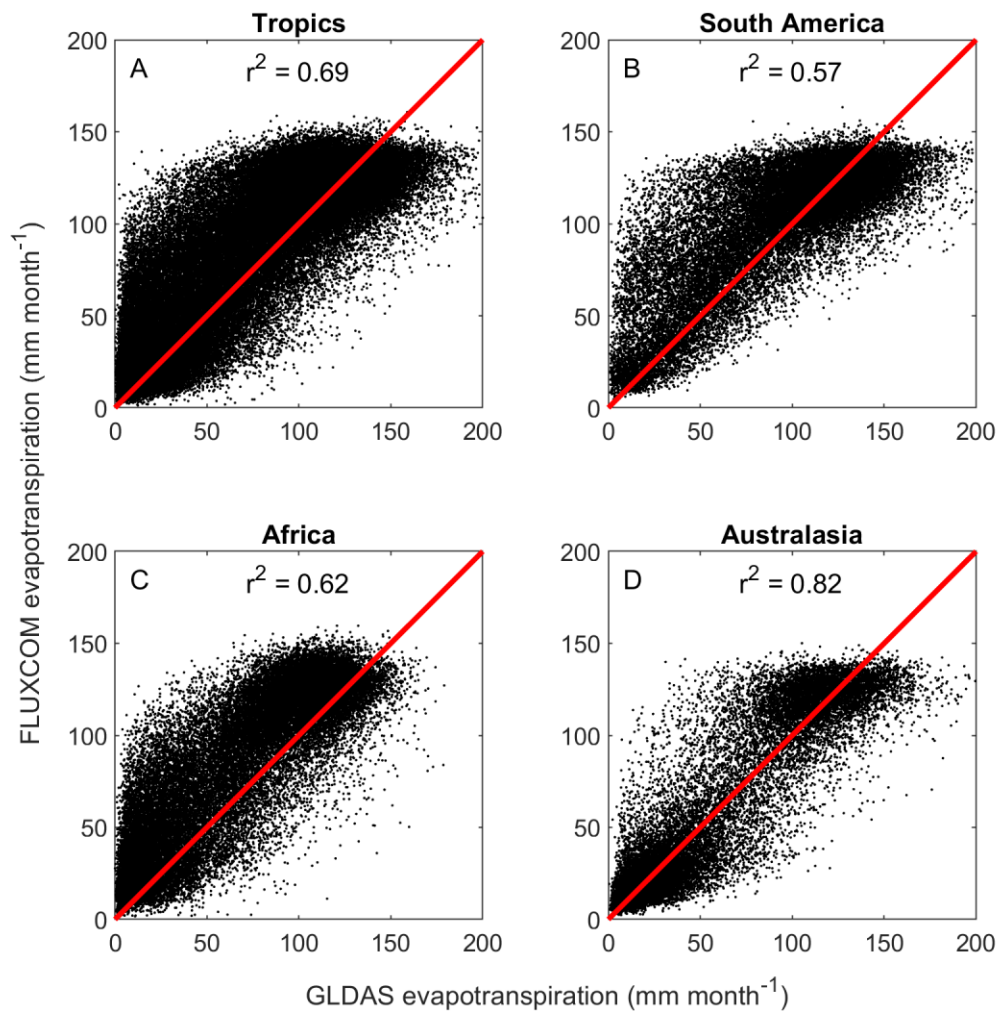 Tropics
A
r² = 0.69
200
150
100
50
0
0 50 100 150 200
South America
B
r² = 0.57
200
150
100
50
0
0 50 100 150 200
Africa
C
r² = 0.62
200
150
100
50
0
0 50 100 150 200
Australasia
D
r² = 0.82
200
150
100
50
0
0 50 100 150 200
FLUXCOM evapotranspiration (mm month⁻¹)
GLDAS evapotranspiration (mm month⁻¹)